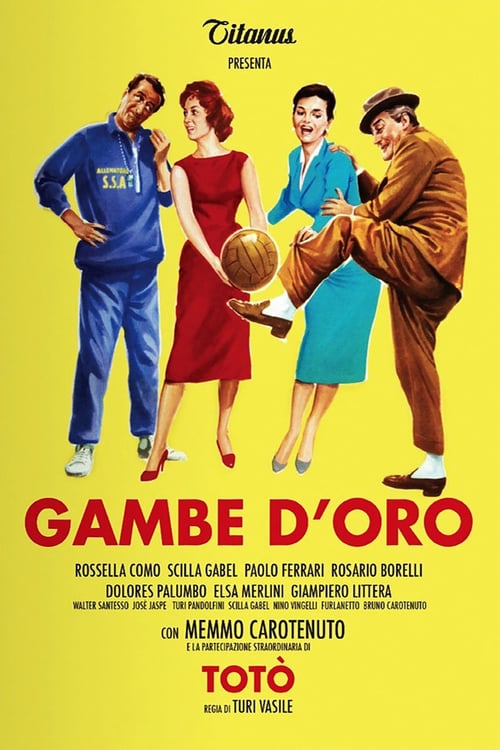 Titanus
PRESENTA
ALLENATORE
S.S.A.
GAMBE D'ORO
ROSSELLA COMO SCILLA GABEL PAOLO FERRARI ROSARIO BORELLI
DOLORES PALUMBO ELSA MERLINI GIAMPIERO LITTERA
WALTER SANTESSO JOSÈ JASPE TURI PANDOLFINI SCILLA GABEL NINO VINGELLI FURLANETTO BRUNO CAROTENUTO
CON MEMMO CAROTENUTO
E LA PARTECIPAZIONE STRAORDINARIA DI
TOTÒ
REGIA DI TURI VASILE